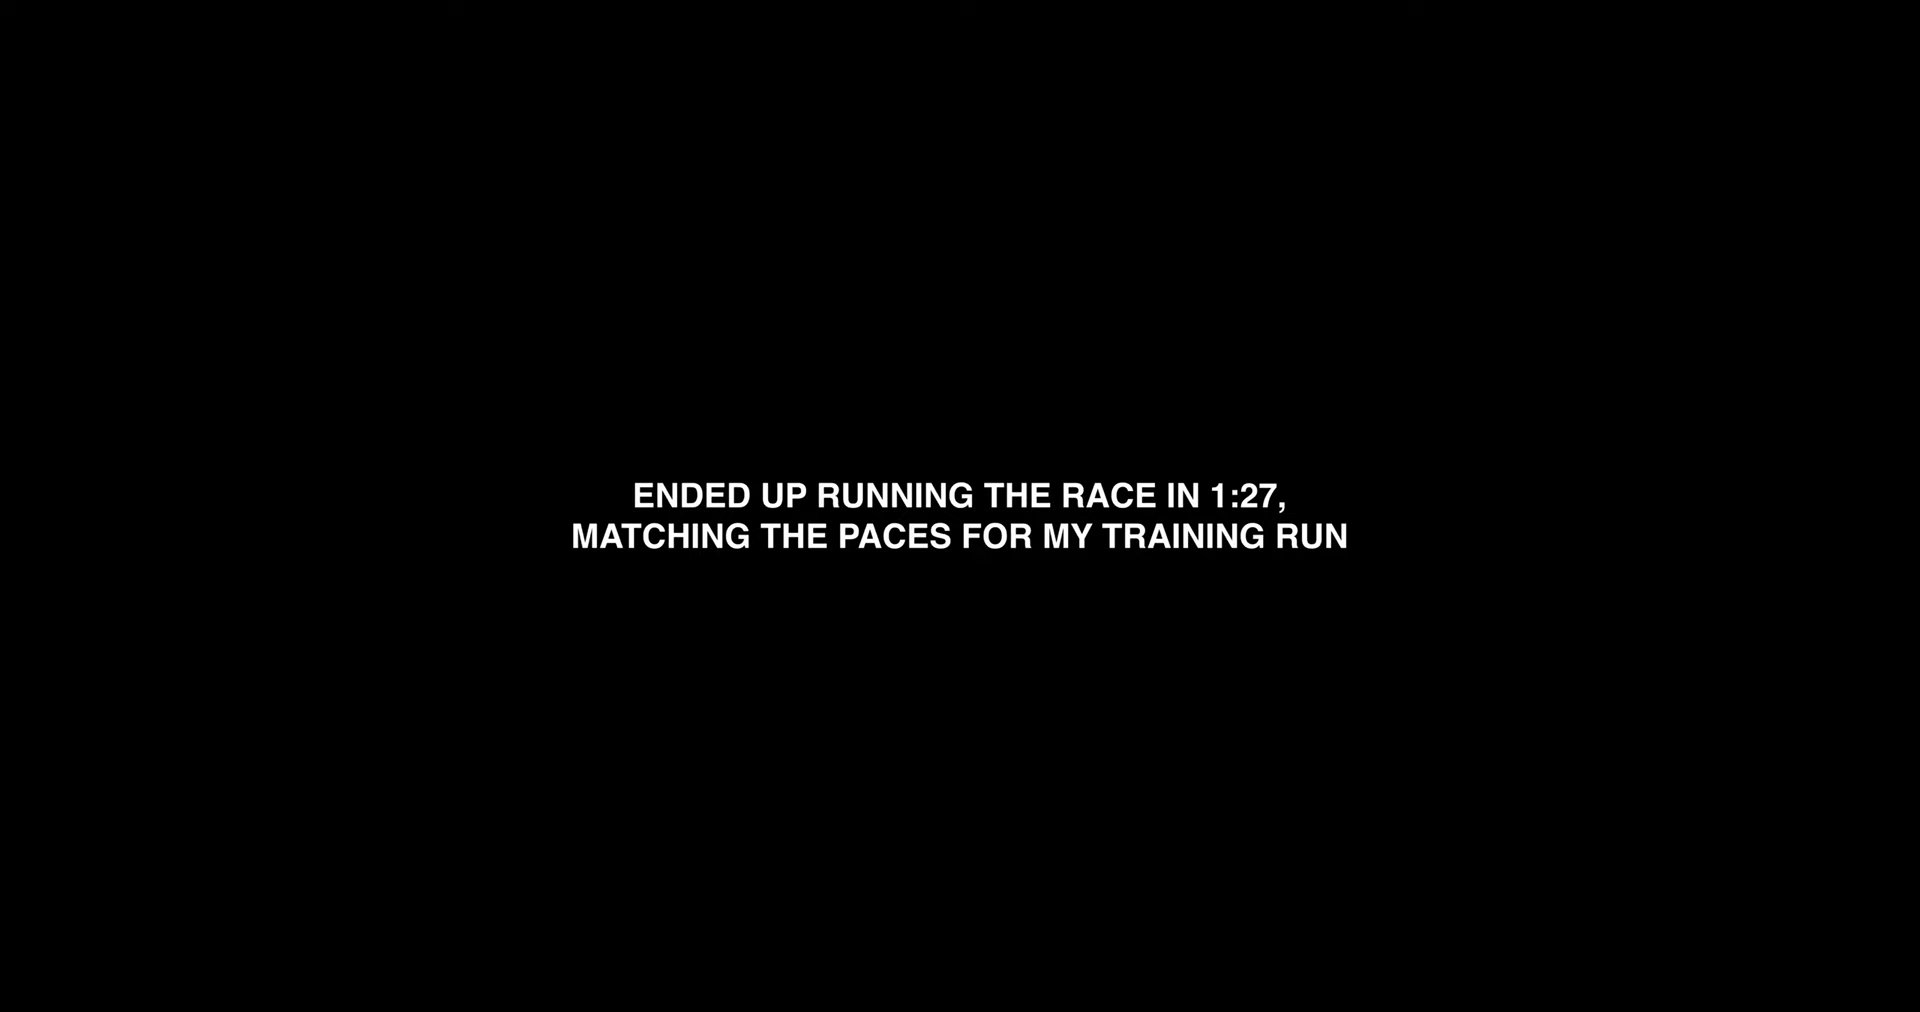 ENDED UP RUNNING THE RACE IN 1:27,
MATCHING THE PACES FOR MY TRAINING RUN